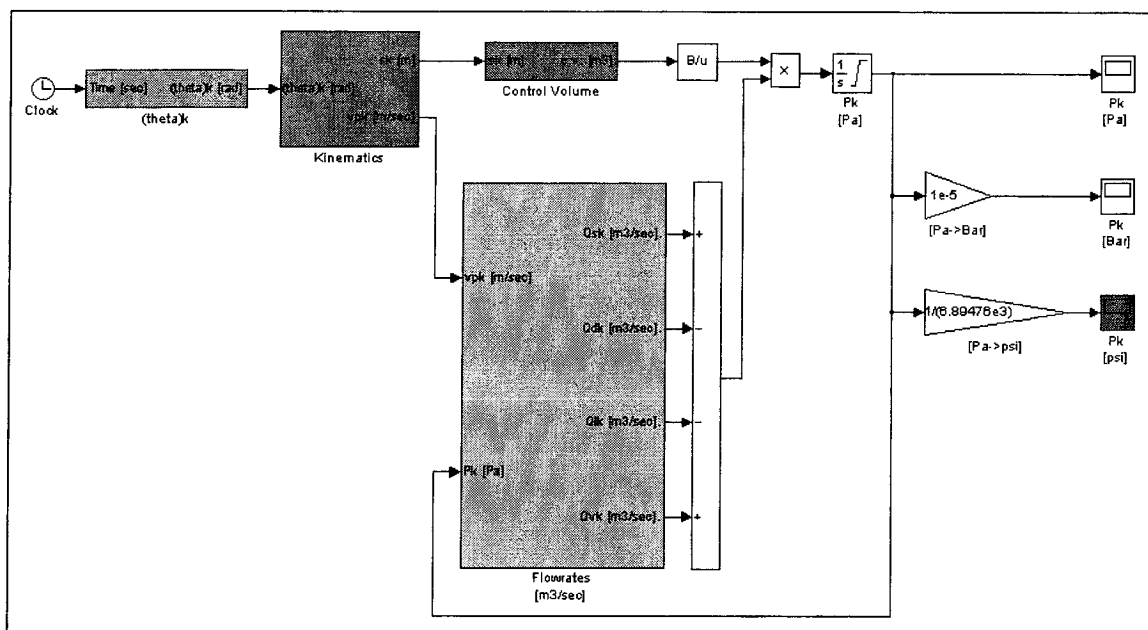 Clock
Time [sec]
(theta)k [rad]
(theta)k
(theta)k [rad]
sk [m]
vpk [m/sec]
Kinematics
sk [m]
c.v. [m3]
Control Volume
B/u
×
1
s
Pk
[Pa]
Pk
[Pa]
1e-5
[Pa->Bar]
Pk
[Bar]
1/(6.89476e3)
[Pa->psi]
Pk
[psi]
vpk [m/sec]
Pk [Pa]
Qsk [m3/sec].
Qdk [m3/sec].
Qlk [m3/sec].
Qvk [m3/sec].
Flowrates
[m3/sec]
+
−
−
+